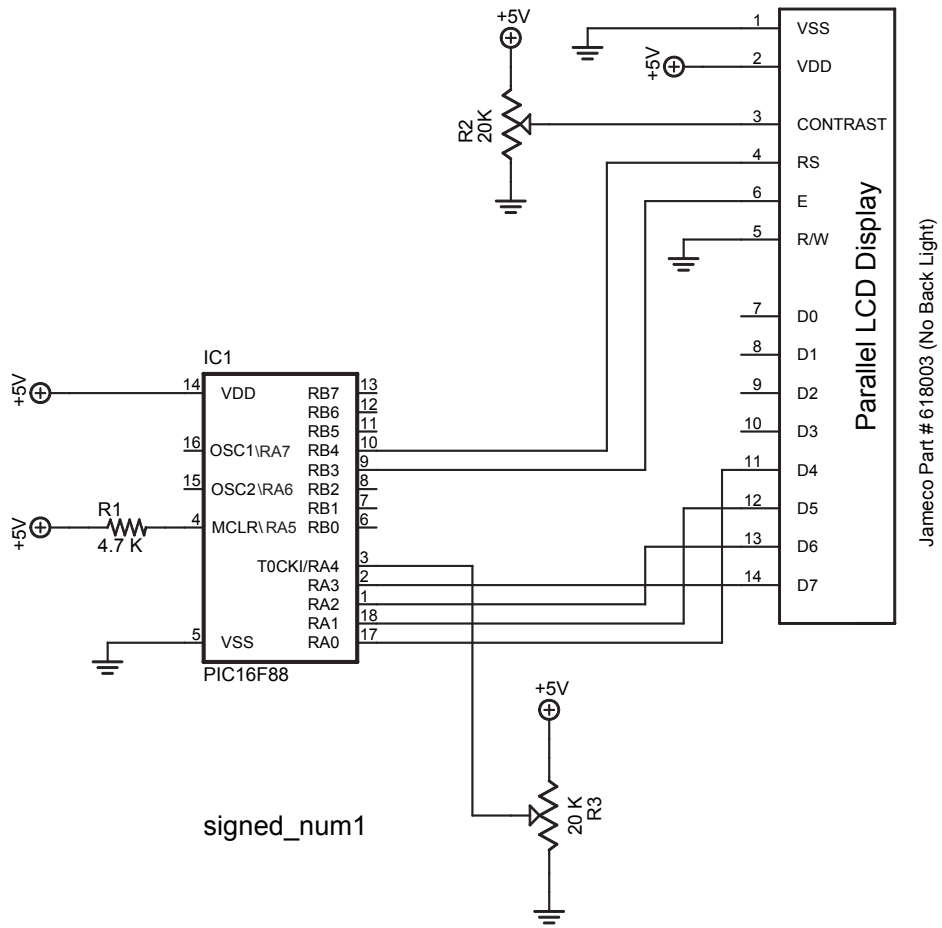 +5V
R2
20K
+5V
1
VSS
2
VDD
3
CONTRAST
4
RS
6
E
5
R/W
7
D0
8
D1
9
D2
10
D3
11
D4
12
D5
13
D6
14
D7
Parallel LCD Display
Jameco Part # 618003 (No Back Light)
IC1
+5V
14
VDD
16
OSC1\RA7
15
OSC2\RA6
+5V
R1
4.7 K
4
MCLR\RA5
5
VSS
RB7
13
RB6
12
RB5
11
RB4
10
RB3
9
RB2
8
RB1
7
RB0
6
T0CKI/RA4
3
RA3
2
RA2
1
RA1
18
RA0
17
PIC16F88
+5V
20 K
R3
signed_num1